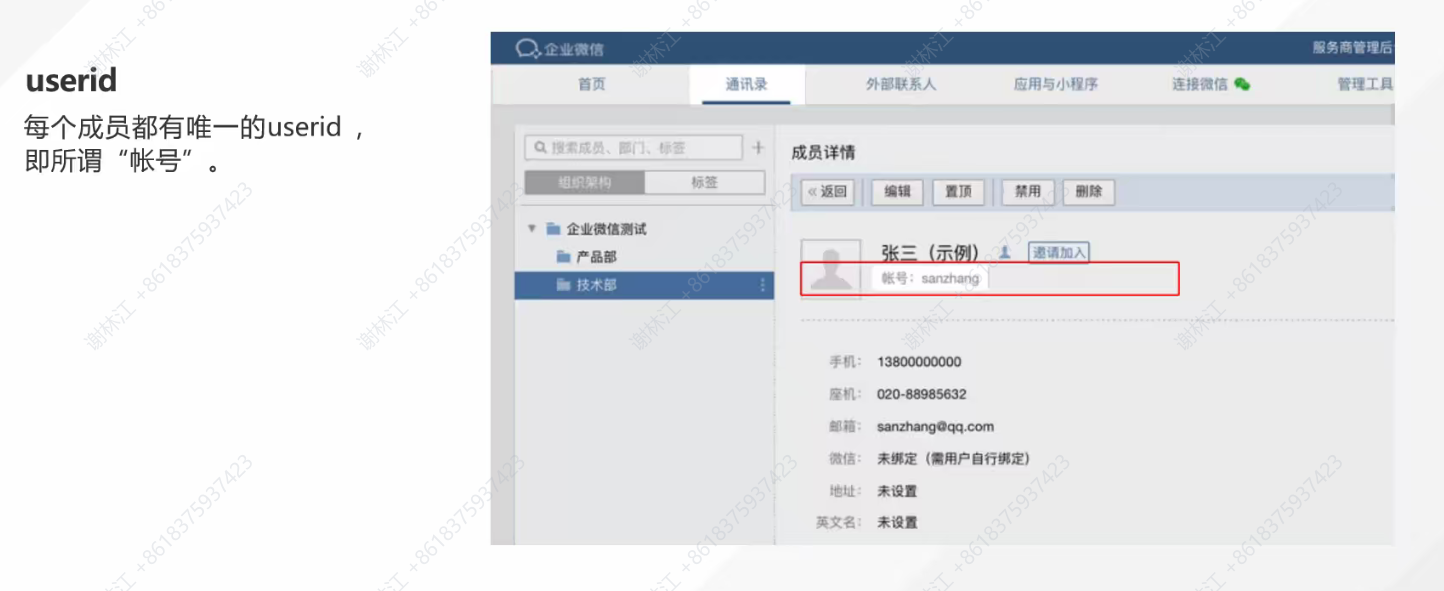 userid
每个成员都有唯一的userid ，
即所谓“帐号”。
企业微信
服务商管理后
首页 通讯录 外部联系人 应用与小程序 连接微信 管理工具
搜索成员、部门、标签 +
组织架构 标签
企业微信测试
产品部
技术部
成员详情
«返回 编辑 置顶 禁用 删除
张三（示例） 邀请加入
帐号：sanzhang
手机： 13800000000
座机： 020-88985632
邮箱： sanzhang@qq.com
微信： 未绑定（需用户自行绑定）
地址： 未设置
英文名： 未设置
谢林江 +8618375937423